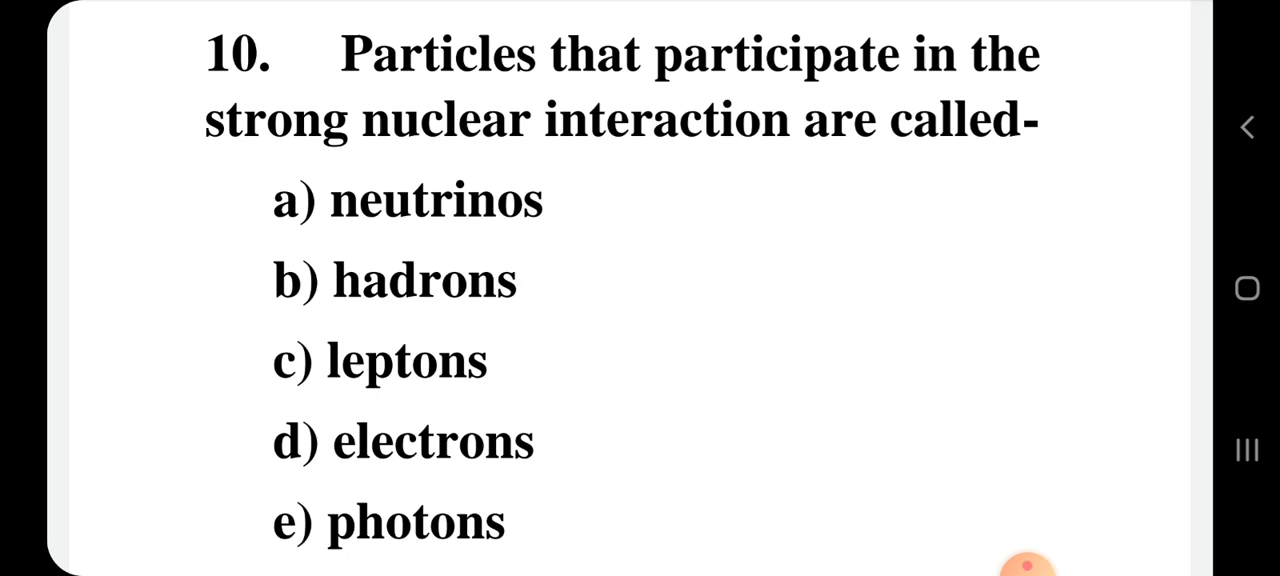 10. Particles that participate in the
strong nuclear interaction are called-
a) neutrinos
b) hadrons
c) leptons
d) electrons
e) photons